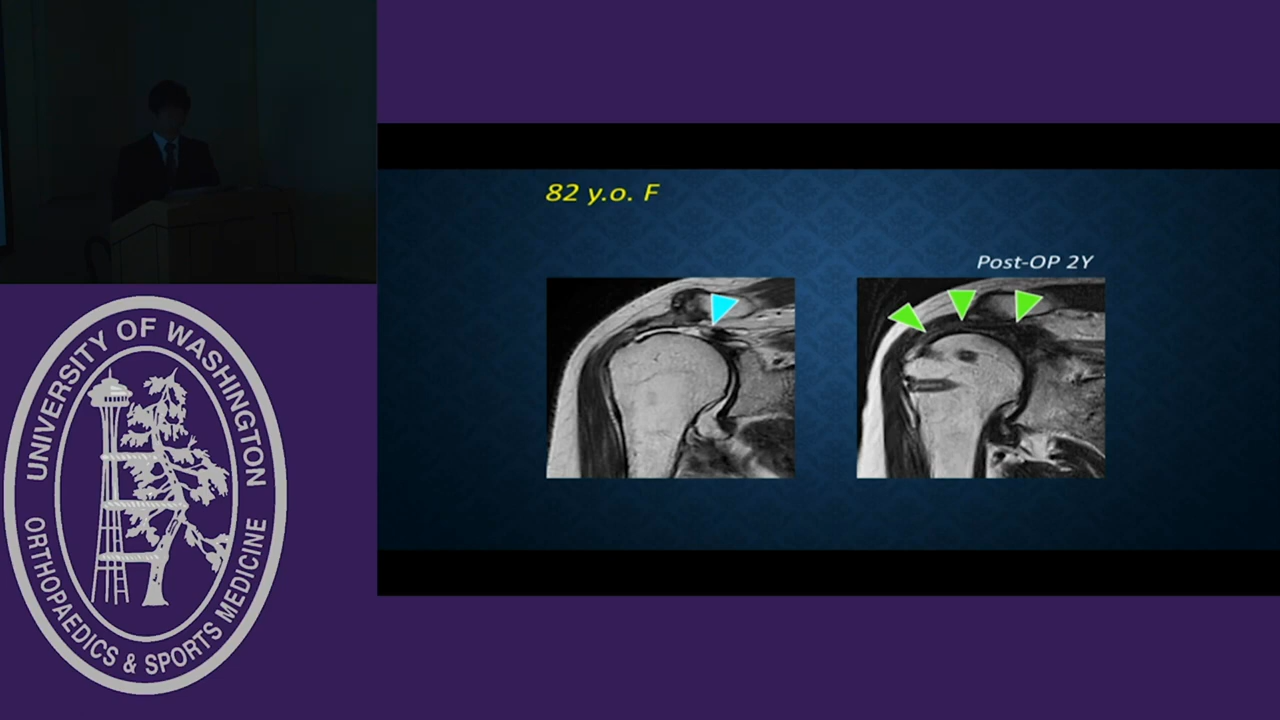 82 y.o. F
Post-OP 2Y
UNIVERSITY OF WASHINGTON
ORTHOPAEDICS & SPORTS MEDICINE